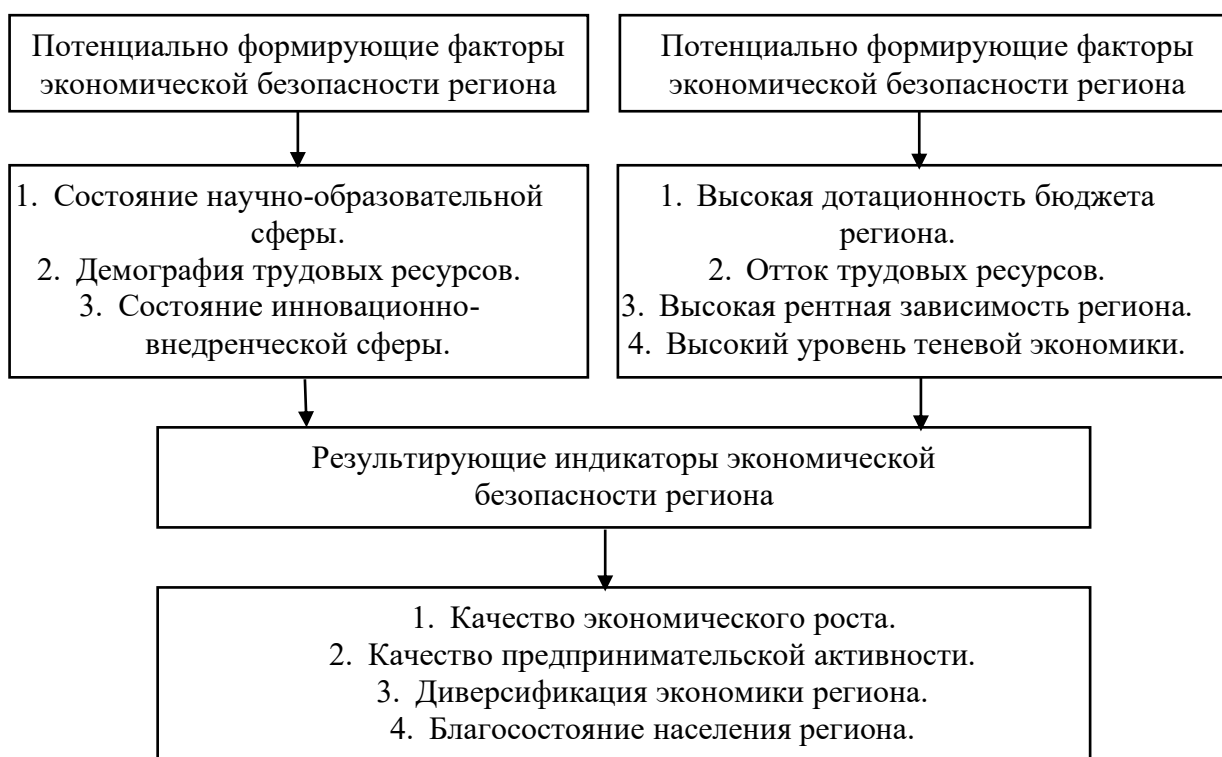 Потенциально формирующие факторы
экономической безопасности региона
Потенциально формирующие факторы
экономической безопасности региона
1. Состояние научно-образовательной
сферы.
2. Демография трудовых ресурсов.
3. Состояние инновационно-
внедренческой сферы.
1. Высокая дотационность бюджета
региона.
2. Отток трудовых ресурсов.
3. Высокая рентная зависимость региона.
4. Высокий уровень теневой экономики.
Результирующие индикаторы экономической
безопасности региона
1. Качество экономического роста.
2. Качество предпринимательской активности.
3. Диверсификация экономики региона.
4. Благосостояние населения региона.